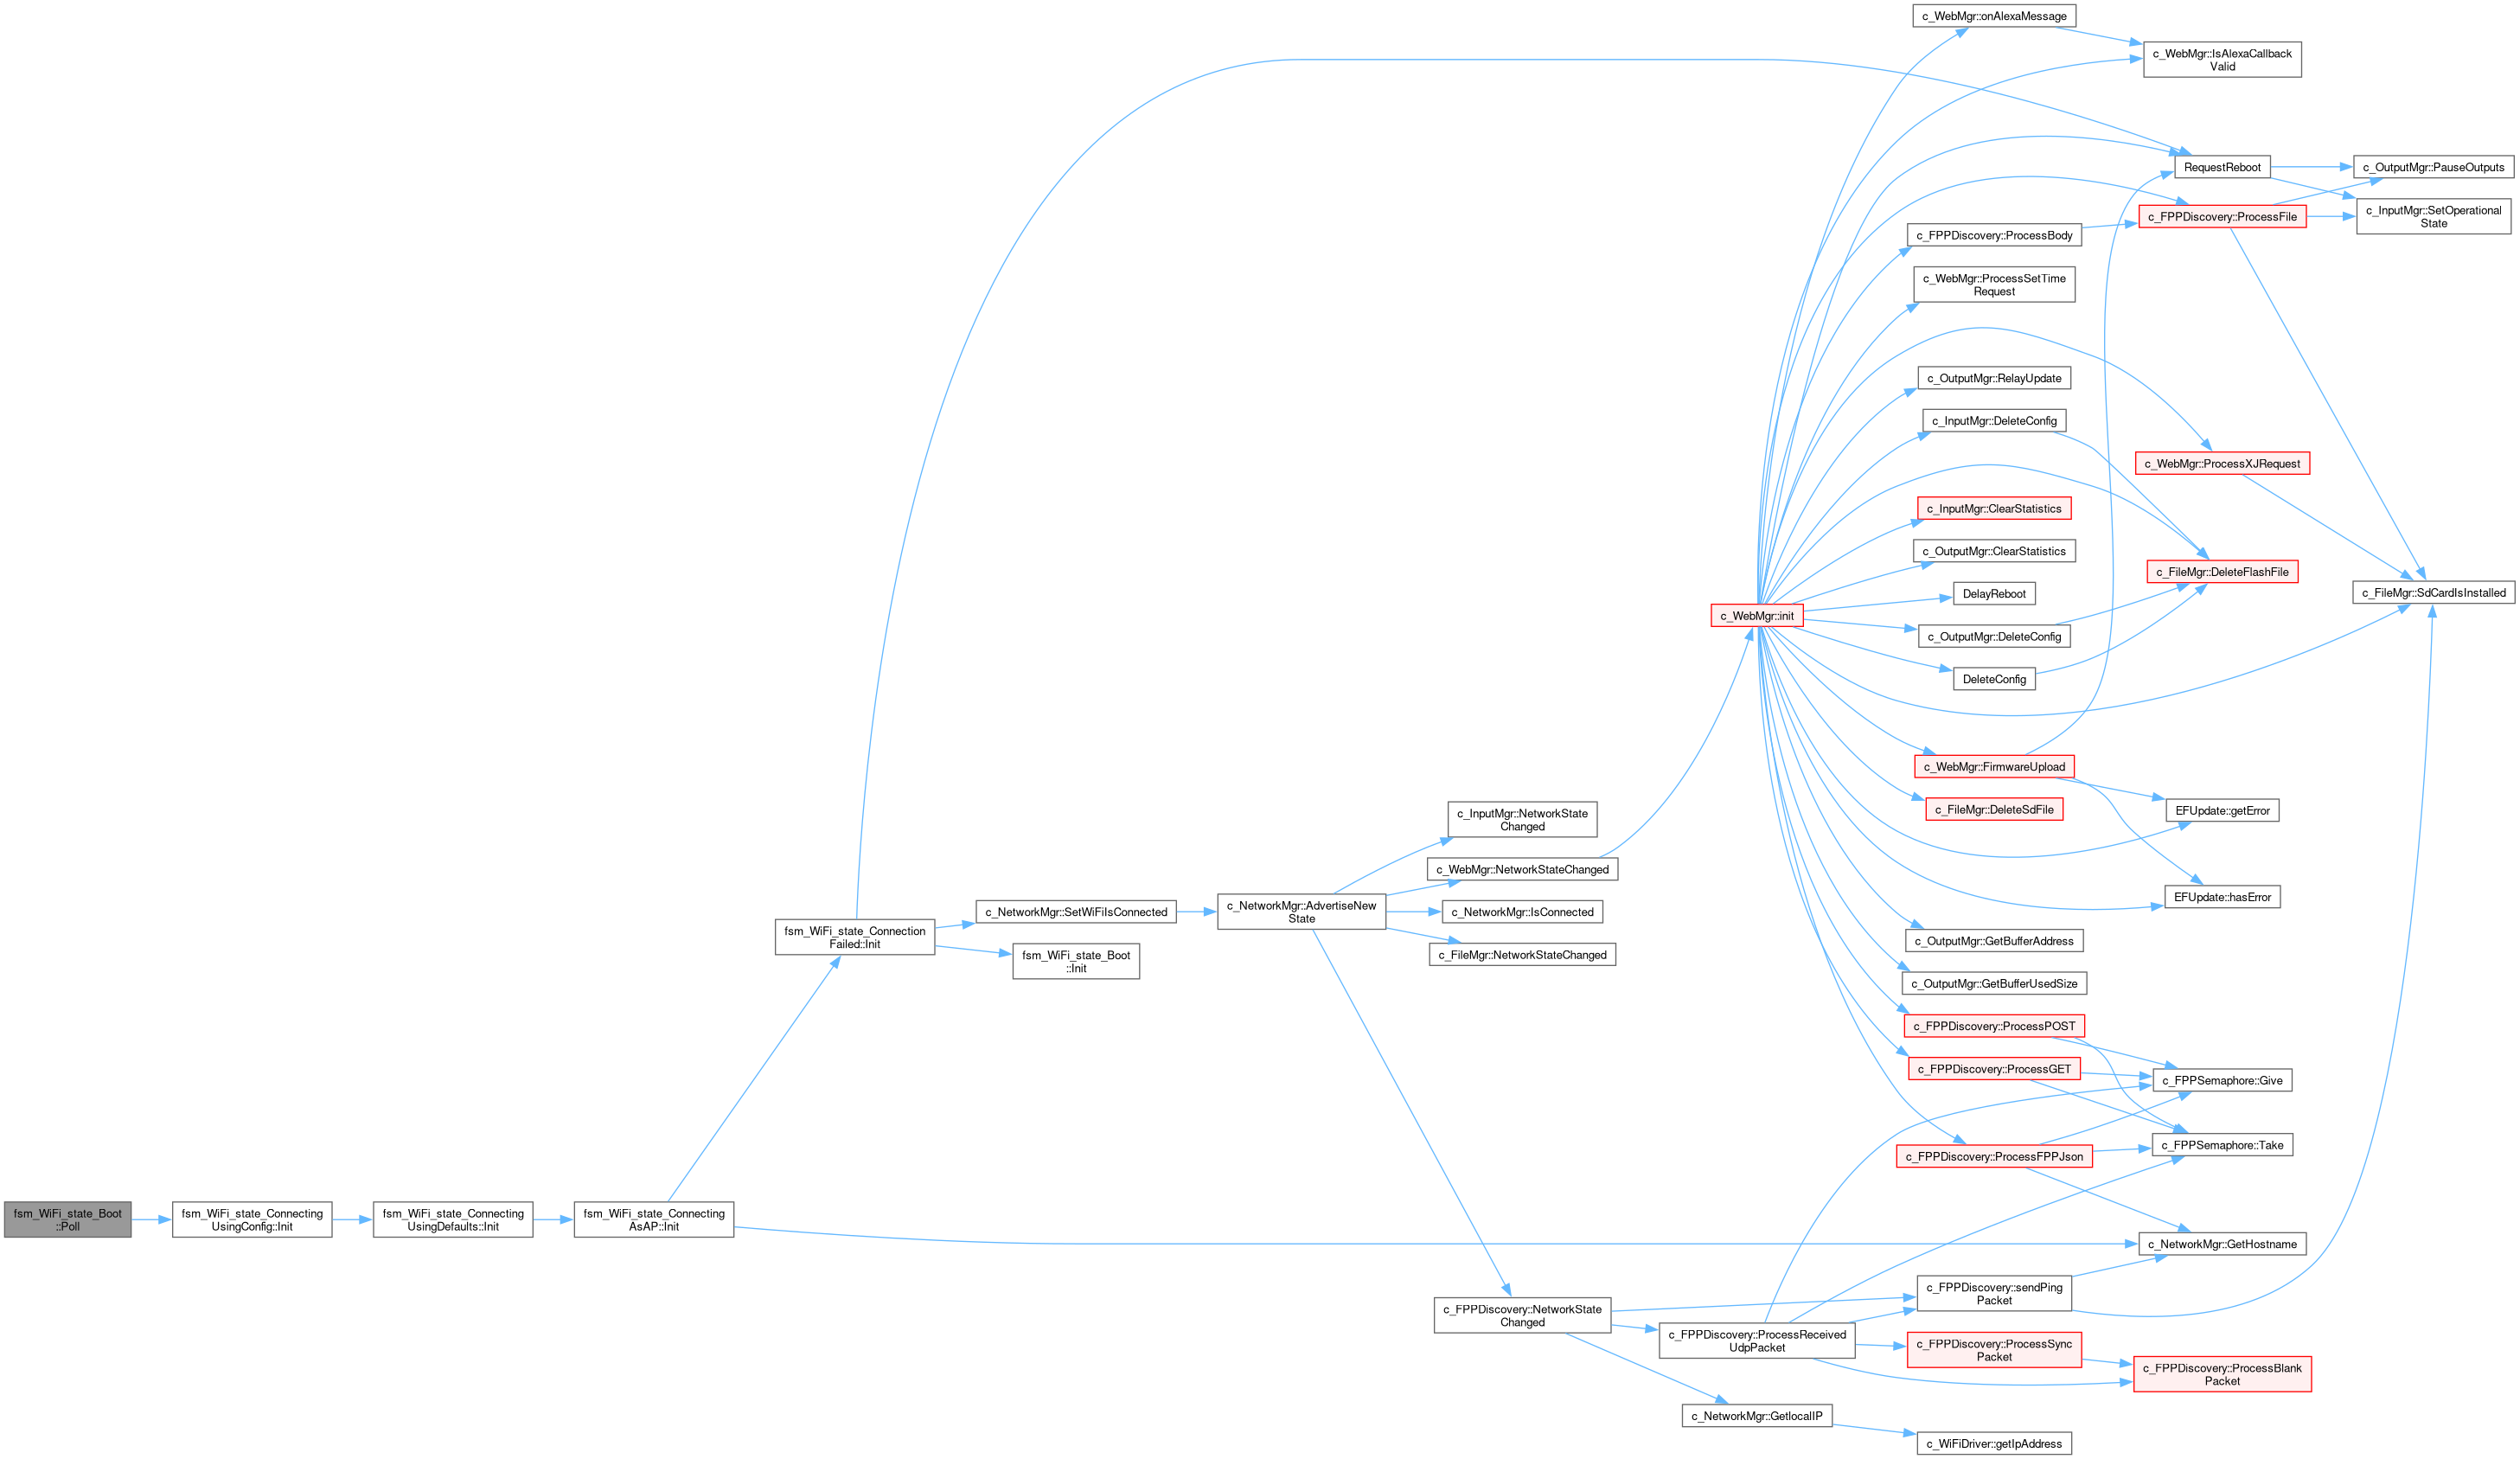 c_WebMgr::onAlexaMessage
c_WebMgr::IsAlexaCallback
Valid
RequestReboot
c_OutputMgr::PauseOutputs
c_InputMgr::SetOperational
State
c_FPPDiscovery::ProcessFile
c_FPPDiscovery::ProcessBody
c_WebMgr::ProcessSetTime
Request
c_OutputMgr::RelayUpdate
c_InputMgr::DeleteConfig
c_WebMgr::ProcessXJRequest
c_InputMgr::ClearStatistics
c_OutputMgr::ClearStatistics
c_FileMgr::DeleteFlashFile
c_FileMgr::SdCardIsInstalled
DelayReboot
c_WebMgr::init
c_OutputMgr::DeleteConfig
DeleteConfig
c_WebMgr::FirmwareUpload
c_FileMgr::DeleteSdFile
EFUpdate::getError
c_InputMgr::NetworkState
Changed
c_WebMgr::NetworkStateChanged
EFUpdate::hasError
c_NetworkMgr::SetWiFiIsConnected
c_NetworkMgr::AdvertiseNew
State
c_NetworkMgr::IsConnected
fsm_WiFi_state_Connection
Failed::Init
c_OutputMgr::GetBufferAddress
c_FileMgr::NetworkStateChanged
fsm_WiFi_state_Boot
::Init
c_OutputMgr::GetBufferUsedSize
c_FPPDiscovery::ProcessPOST
c_FPPDiscovery::ProcessGET
c_FPPSemaphore::Give
c_FPPSemaphore::Take
c_FPPDiscovery::ProcessFPPJson
fsm_WiFi_state_Boot
::Poll
fsm_WiFi_state_Connecting
UsingConfig::Init
fsm_WiFi_state_Connecting
UsingDefaults::Init
fsm_WiFi_state_Connecting
AsAP::Init
c_NetworkMgr::GetHostname
c_FPPDiscovery::sendPing
Packet
c_FPPDiscovery::NetworkState
Changed
c_FPPDiscovery::ProcessReceived
UdpPacket
c_FPPDiscovery::ProcessSync
Packet
c_FPPDiscovery::ProcessBlank
Packet
c_NetworkMgr::GetlocalIP
c_WiFiDriver::getIpAddress